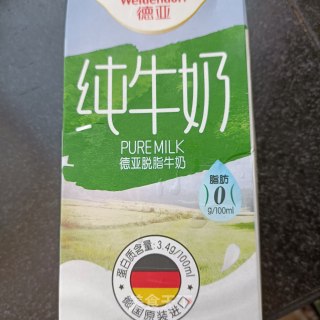 Weidendorf
德亚
纯牛奶
PURE MILK
德亚脱脂牛奶
脂肪
0
g/100ml
蛋白质含量:3.4g/100ml
德国原装进口